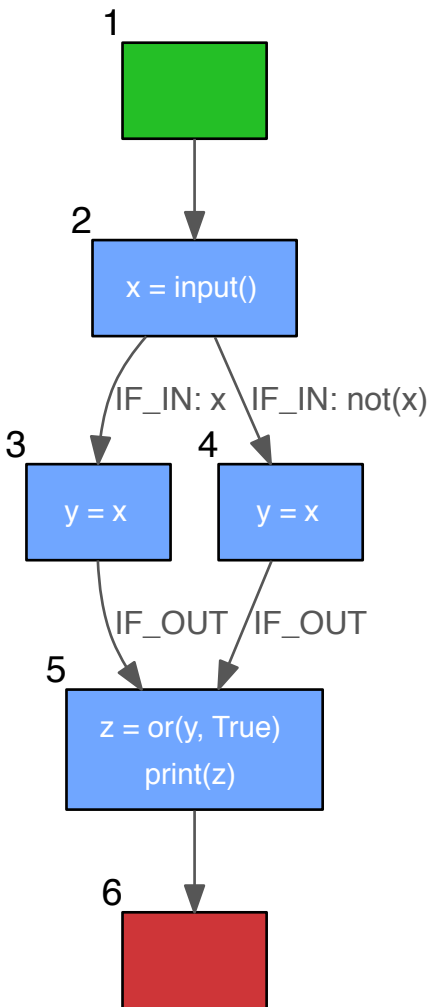 1
2
x = input()
IF_IN: x
IF_IN: not(x)
3
4
y = x
y = x
IF_OUT
IF_OUT
5
z = or(y, True)
print(z)
6